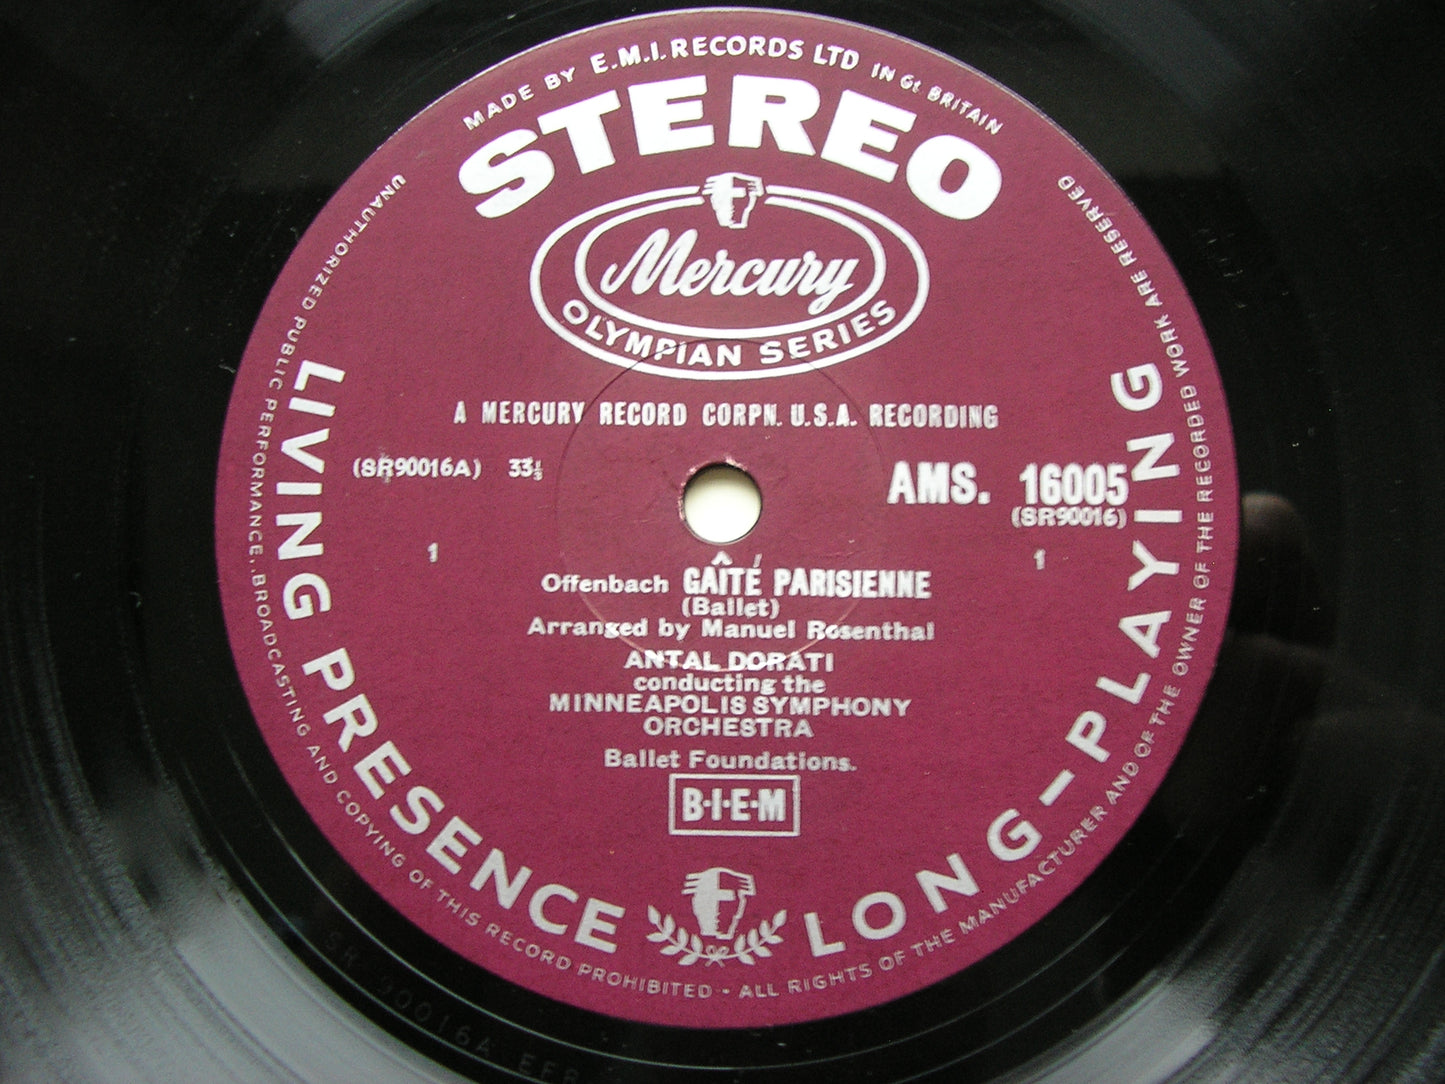 MADE BY E.M.I. RECORDS LTD IN Gt BRITAIN
STEREO
Mercury
OLYMPIAN SERIES
A MERCURY RECORD CORPN. U.S.A. RECORDING
(SR90016A) 33⅓
AMS. 16005
(SR90016)
1 1
Offenbach GAÎTÉ PARISIENNE
(Ballet)
Arranged by Manuel Rosenthal
ANTAL DORATI
conducting the
MINNEAPOLIS SYMPHONY
ORCHESTRA
Ballet Foundations.
B·I·E·M
LIVING PRESENCE
LONG-PLAYING
UNAUTHORIZED PUBLIC PERFORMANCE, BROADCASTING AND COPYING OF THIS RECORD PROHIBITED - ALL RIGHTS OF THE MANUFACTURER AND OF THE OWNER OF THE RECORDED WORK ARE RESERVED
SR 90016A